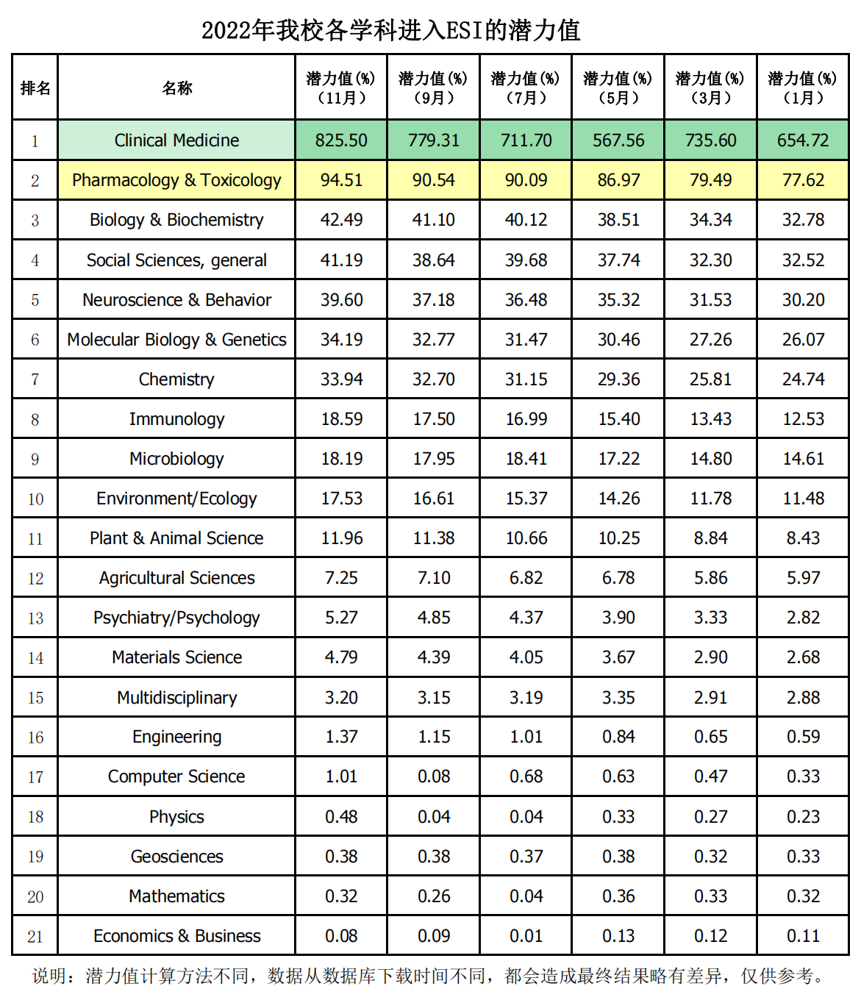 2022年我校各学科进入ESI的潜力值
排名 名称 潜力值(%)（11月） 潜力值(%)（9月） 潜力值(%)（7月） 潜力值(%)（5月） 潜力值(%)（3月） 潜力值(%)（1月）
1 Clinical Medicine 825.50 779.31 711.70 567.56 735.60 654.72
2 Pharmacology & Toxicology 94.51 90.54 90.09 86.97 79.49 77.62
3 Biology & Biochemistry 42.49 41.10 40.12 38.51 34.34 32.78
4 Social Sciences, general 41.19 38.64 39.68 37.74 32.30 32.52
5 Neuroscience & Behavior 39.60 37.18 36.48 35.32 31.53 30.20
6 Molecular Biology & Genetics 34.19 32.77 31.47 30.46 27.26 26.07
7 Chemistry 33.94 32.70 31.15 29.36 25.81 24.74
8 Immunology 18.59 17.50 16.99 15.40 13.43 12.53
9 Microbiology 18.19 17.95 18.41 17.22 14.80 14.61
10 Environment/Ecology 17.53 16.61 15.37 14.26 11.78 11.48
11 Plant & Animal Science 11.96 11.38 10.66 10.25 8.84 8.43
12 Agricultural Sciences 7.25 7.10 6.82 6.78 5.86 5.97
13 Psychiatry/Psychology 5.27 4.85 4.37 3.90 3.33 2.82
14 Materials Science 4.79 4.39 4.05 3.67 2.90 2.68
15 Multidisciplinary 3.20 3.15 3.19 3.35 2.91 2.88
16 Engineering 1.37 1.15 1.01 0.84 0.65 0.59
17 Computer Science 1.01 0.08 0.68 0.63 0.47 0.33
18 Physics 0.48 0.04 0.04 0.33 0.27 0.23
19 Geosciences 0.38 0.38 0.37 0.38 0.32 0.33
20 Mathematics 0.32 0.26 0.04 0.36 0.33 0.32
21 Economics & Business 0.08 0.09 0.01 0.13 0.12 0.11
说明：潜力值计算方法不同，数据从数据库下载时间不同，都会造成最终结果略有差异，仅供参考。